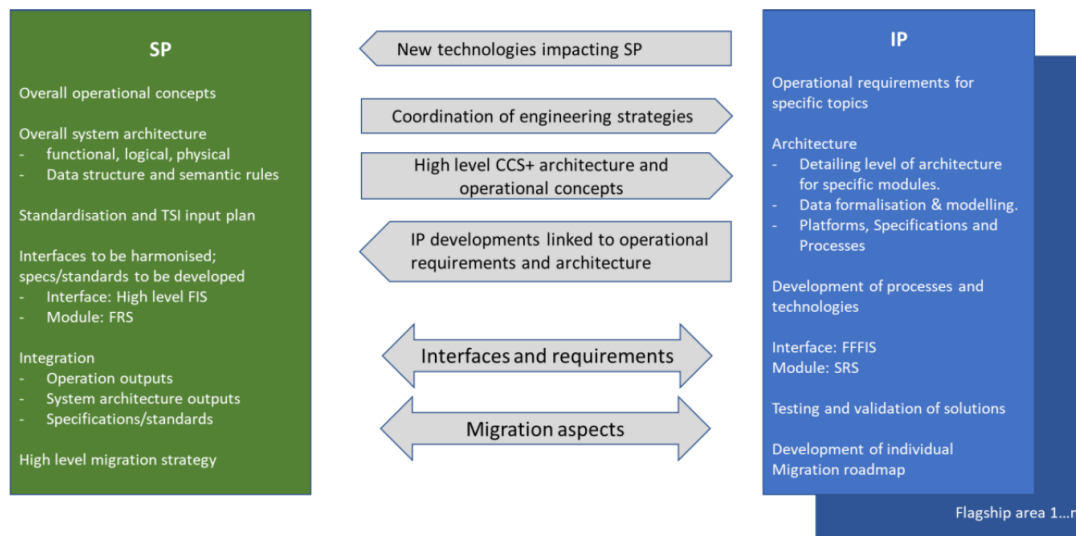 SP
Overall operational concepts
Overall system architecture
- functional, logical, physical
- Data structure and semantic rules
Standardisation and TSI input plan
Interfaces to be harmonised;
specs/standards to be developed
- Interface: High level FIS
- Module: FRS
Integration
- Operation outputs
- System architecture outputs
- Specifications/standards
High level migration strategy
New technologies impacting SP
Coordination of engineering strategies
High level CCS+ architecture and
operational concepts
IP developments linked to operational
requirements and architecture
Interfaces and requirements
Migration aspects
IP
Operational requirements for
specific topics
Architecture
- Detailing level of architecture
for specific modules.
- Data formalisation & modelling.
- Platforms, Specifications and
Processes
Development of processes and
technologies
Interface: FFFIS
Module: SRS
Testing and validation of solutions
Development of individual
Migration roadmap
Flagship area 1...n